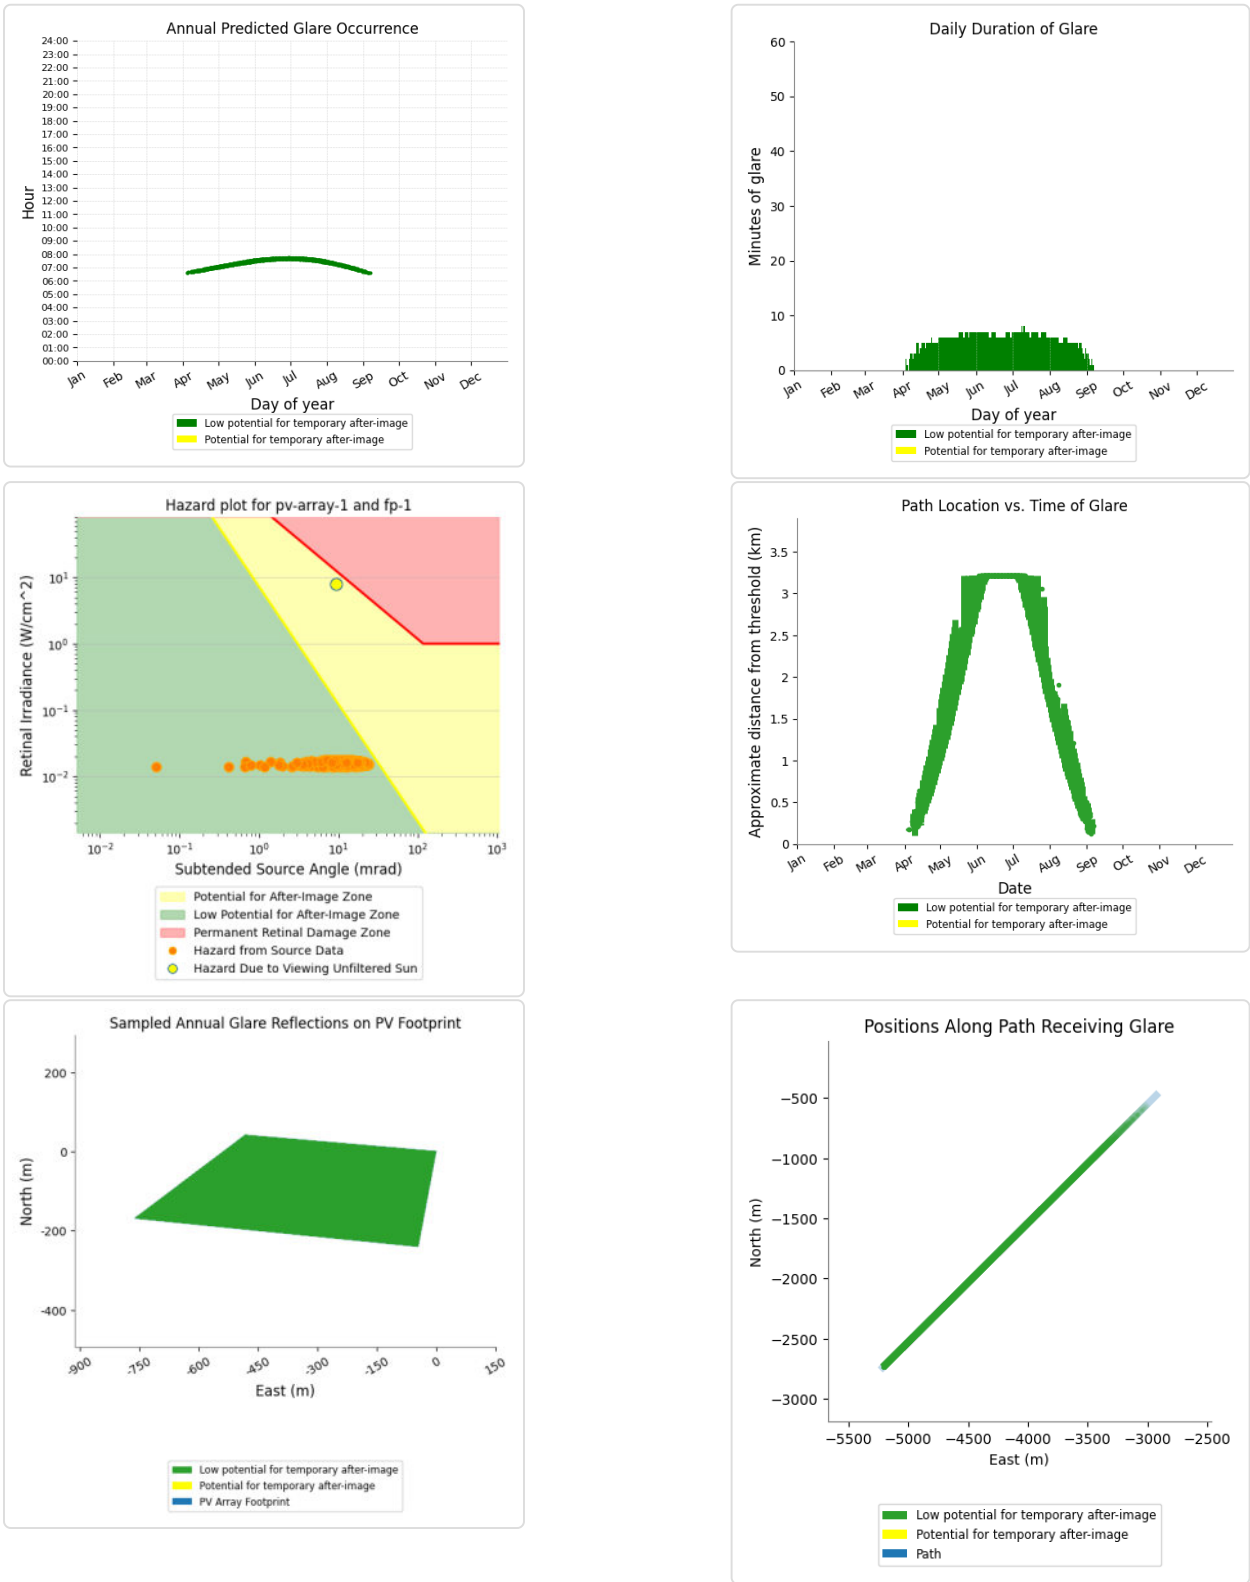 Annual Predicted Glare Occurrence
24:00
23:00
22:00
21:00
20:00
19:00
18:00
17:00
16:00
15:00
14:00
13:00
12:00
11:00
10:00
09:00
08:00
07:00
06:00
05:00
04:00
03:00
02:00
01:00
00:00
Hour
Jan Feb Mar Apr May Jun Jul Aug Sep Oct Nov Dec
Day of year
Low potential for temporary after-image
Potential for temporary after-image
Daily Duration of Glare
60
50
40
30
20
10
0
Minutes of glare
Jan Feb Mar Apr May Jun Jul Aug Sep Oct Nov Dec
Day of year
Low potential for temporary after-image
Potential for temporary after-image
Hazard plot for pv-array-1 and fp-1
10^1
10^0
10^-1
10^-2
Retinal Irradiance (W/cm^2)
10^-2 10^-1 10^0 10^1 10^2 10^3
Subtended Source Angle (mrad)
Potential for After-Image Zone
Low Potential for After-Image Zone
Permanent Retinal Damage Zone
Hazard from Source Data
Hazard Due to Viewing Unfiltered Sun
Path Location vs. Time of Glare
3.5
3
2.5
2
1.5
1
0.5
0
Approximate distance from threshold (km)
Jan Feb Mar Apr May Jun Jul Aug Sep Oct Nov Dec
Date
Low potential for temporary after-image
Potential for temporary after-image
Sampled Annual Glare Reflections on PV Footprint
200
0
-200
-400
North (m)
-900 -750 -600 -450 -300 -150 0 150
East (m)
Low potential for temporary after-image
Potential for temporary after-image
PV Array Footprint
Positions Along Path Receiving Glare
−500
−1000
−1500
−2000
−2500
−3000
North (m)
−5500 −5000 −4500 −4000 −3500 −3000 −2500
East (m)
Low potential for temporary after-image
Potential for temporary after-image
Path